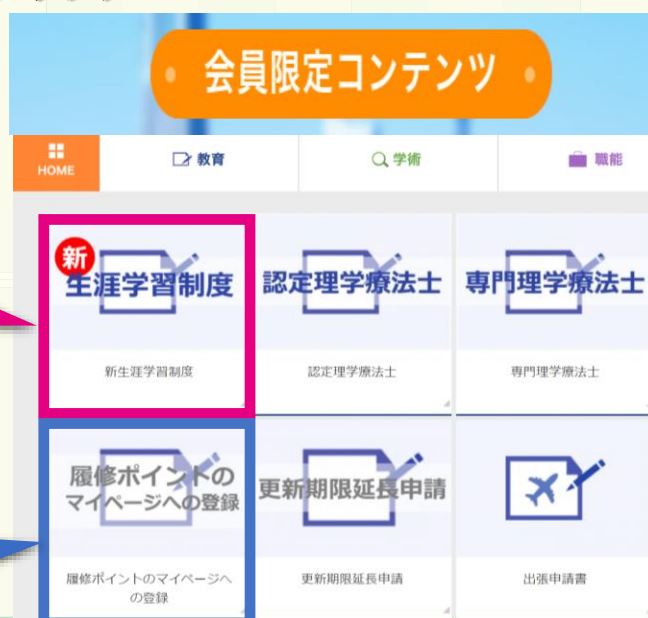 会員限定コンテンツ
HOME
教育
学術
職能
新
生涯学習制度
認定理学療法士
専門理学療法士
新生涯学習制度
認定理学療法士
専門理学療法士
履修ポイントの
マイページへの登録
更新期限延長申請
履修ポイントのマイページへ
の登録
更新期限延長申請
出張申請書